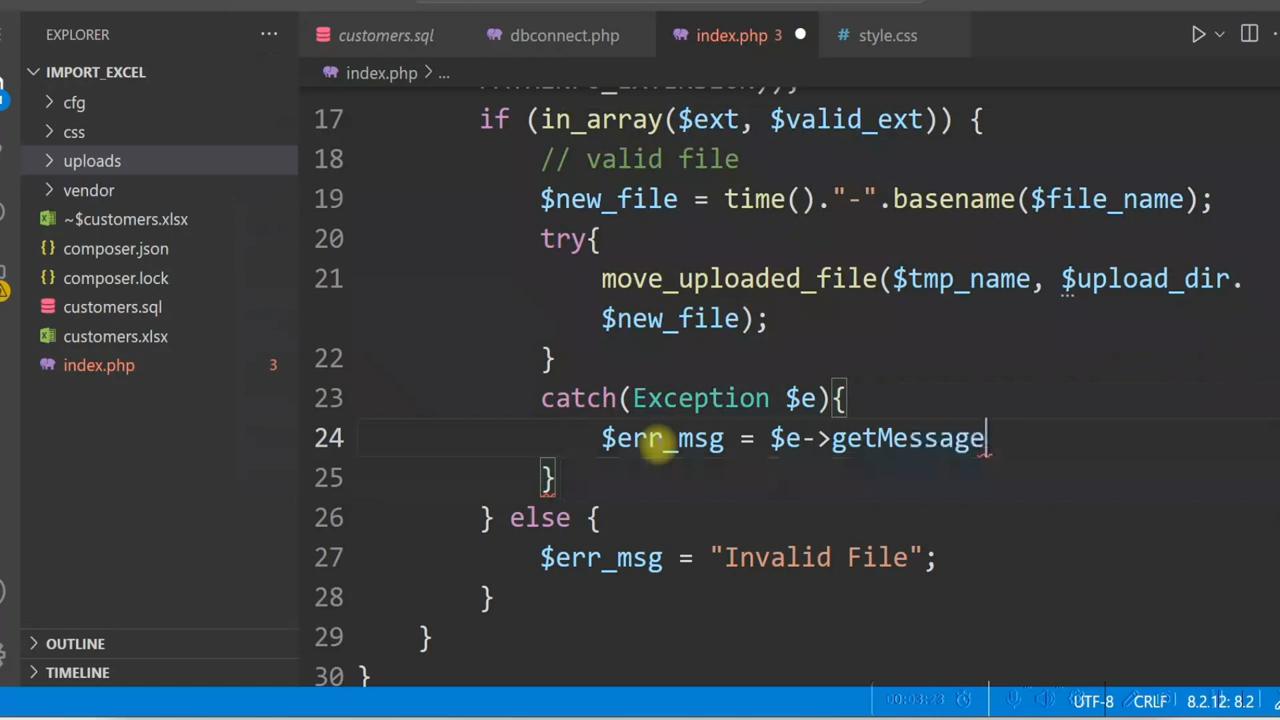 EXPLORER
customers.sql
dbconnect.php
index.php 3
style.css
IMPORT_EXCEL
index.php > ...
cfg
css
uploads
vendor
~$customers.xlsx
composer.json
composer.lock
customers.sql
customers.xlsx
index.php 3
OUTLINE
TIMELINE
17 if (in_array($ext, $valid_ext)) {
18 // valid file
19 $new_file = time()."-".basename($file_name);
20 try{
21 move_uploaded_file($tmp_name, $upload_dir.
$new_file);
22 }
23 catch(Exception $e){
24 $err_msg = $e->getMessage
25 }
26 } else {
27 $err_msg = "Invalid File";
28 }
29 }
30 }
00:03:23
UTF-8 CRLF 8.2.12: 8.2